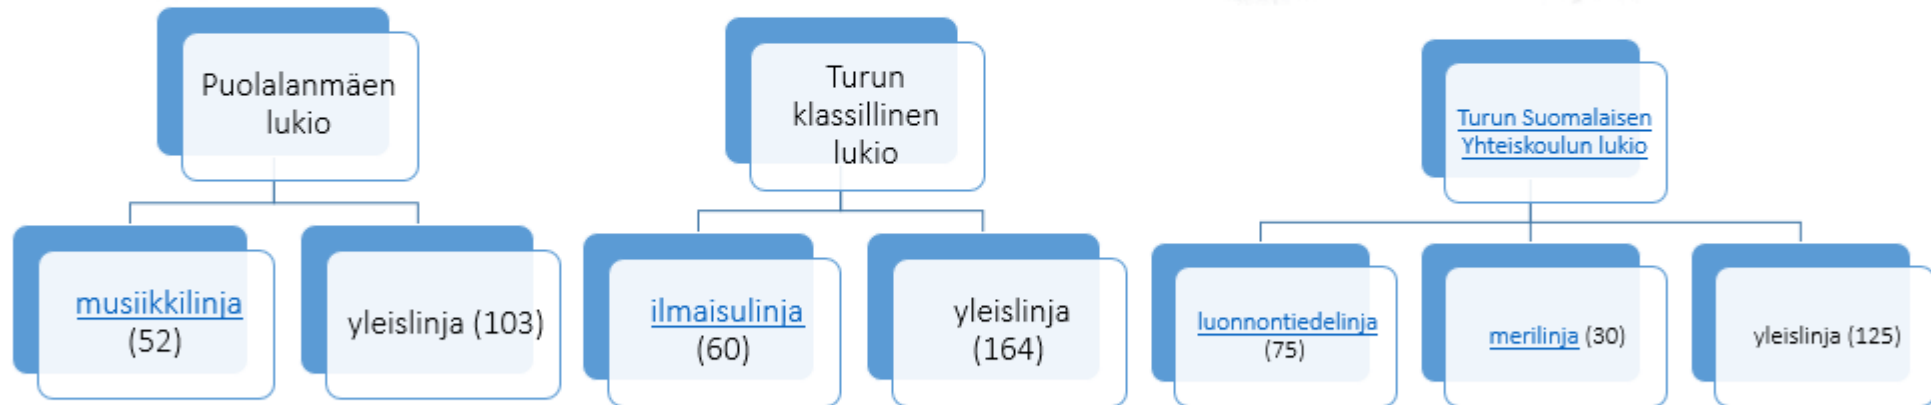 Puolalanmäen
lukio
musiikkilinja
(52)
yleislinja (103)
Turun
klassillinen
lukio
ilmaisulinja
(60)
yleislinja
(164)
Turun Suomalaisen
Yhteiskoulun lukio
luonnontiedelinja
(75)
merilinja (30)
yleislinja (125)